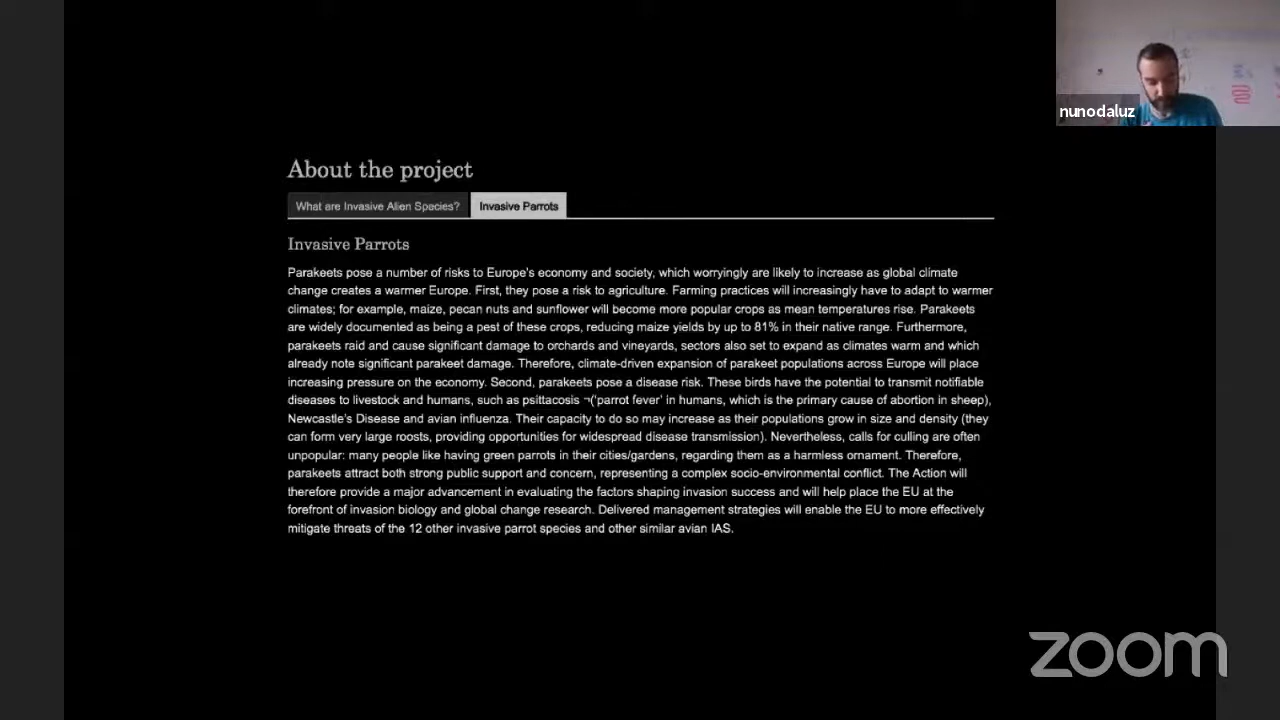 nunodaluz
About the project
What are Invasive Alien Species?
Invasive Parrots
Invasive Parrots
Parakeets pose a number of risks to Europe's economy and society, which worryingly are likely to increase as global climate
change creates a warmer Europe. First, they pose a risk to agriculture. Farming practices will increasingly have to adapt to warmer
climates; for example, maize, pecan nuts and sunflower will become more popular crops as mean temperatures rise. Parakeets
are widely documented as being a pest of these crops, reducing maize yields by up to 81% in their native range. Furthermore,
parakeets raid and cause significant damage to orchards and vineyards, sectors also set to expand as climates warm and which
already note significant parakeet damage. Therefore, climate-driven expansion of parakeet populations across Europe will place
increasing pressure on the economy. Second, parakeets pose a disease risk. These birds have the potential to transmit notifiable
diseases to livestock and humans, such as psittacosis ¬('parrot fever' in humans, which is the primary cause of abortion in sheep),
Newcastle's Disease and avian influenza. Their capacity to do so may increase as their populations grow in size and density (they
can form very large roosts, providing opportunities for widespread disease transmission). Nevertheless, calls for culling are often
unpopular: many people like having green parrots in their cities/gardens, regarding them as a harmless ornament. Therefore,
parakeets attract both strong public support and concern, representing a complex socio-environmental conflict. The Action will
therefore provide a major advancement in evaluating the factors shaping invasion success and will help place the EU at the
forefront of invasion biology and global change research. Delivered management strategies will enable the EU to more effectively
mitigate threats of the 12 other invasive parrot species and other similar avian IAS.
zoom